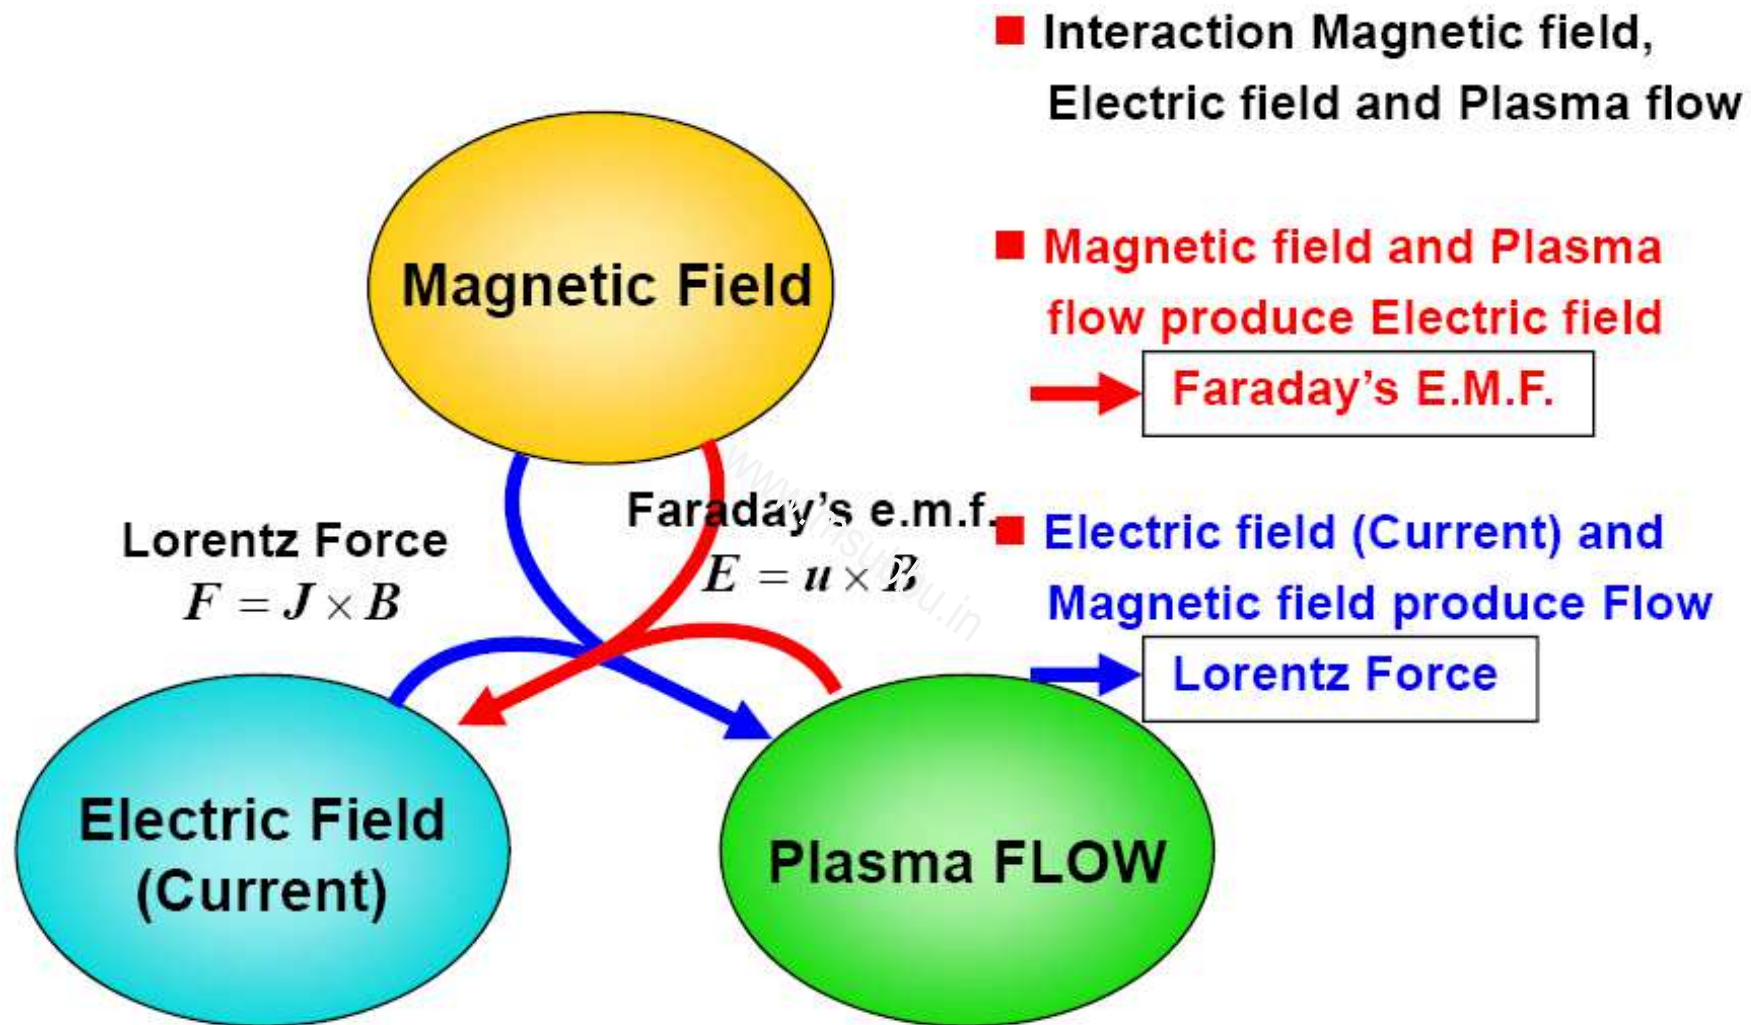 Interaction Magnetic field,
Electric field and Plasma flow
Magnetic Field
Magnetic field and Plasma
flow produce Electric field
Faraday's E.M.F.
Lorentz Force
F = J × B
Faraday's e.m.f.
E = u × B
Electric field (Current) and
Magnetic field produce Flow
Lorentz Force
Electric Field
(Current)
Plasma FLOW